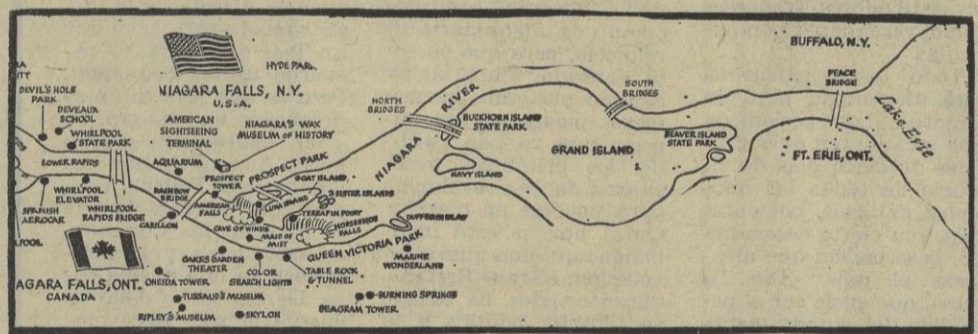 BUFFALO, N.Y.
HYDE PARK
PEACE
BRIDGE
DEVIL'S HOLE
PARK
NIAGARA FALLS, N.Y.
U.S.A.
DEVEAUX
SCHOOL
SOUTH
BRIDGES
NORTH
BRIDGES
NIAGARA RIVER
Lake Erie
AMERICAN
SIGHTSEEING
TERMINAL
NIAGARA'S WAX
MUSEUM OF HISTORY
BUCKHORN ISLAND
STATE PARK
WHIRLPOOL
STATE PARK
BEAVER ISLAND
STATE PARK
GRAND ISLAND
FT. ERIE, ONT.
LOWER RAPIDS
AQUARIUM
PROSPECT PARK
PROSPECT
TOWER
GOAT ISLAND
NAVY ISLAND
WHIRLPOOL
ELEVATOR
RAINBOW
BRIDGE
AMERICAN
FALLS
LUNA ISLAND
3 SISTER ISLANDS
SPANISH
AEROCAR
WHIRLPOOL
RAPIDS BRIDGE
CARILLON
CAVE OF WINDS
TERRAPIN POINT
HORSESHOE
FALLS
DUFFERIN ISLAY
MAID OF
MIST
QUEEN VICTORIA PARK
OAKES GARDEN
THEATER
COLOR
SEARCH LIGHTS
TABLE ROCK
& TUNNEL
MARINE
WONDERLAND
AGARA FALLS, ONT.
CANADA
ONEIDA TOWER
TUSSAUD'S MUSEUM
RIPLEY'S MUSEUM
SKYLON
BURNING SPRINGS
SEAGRAM TOWER